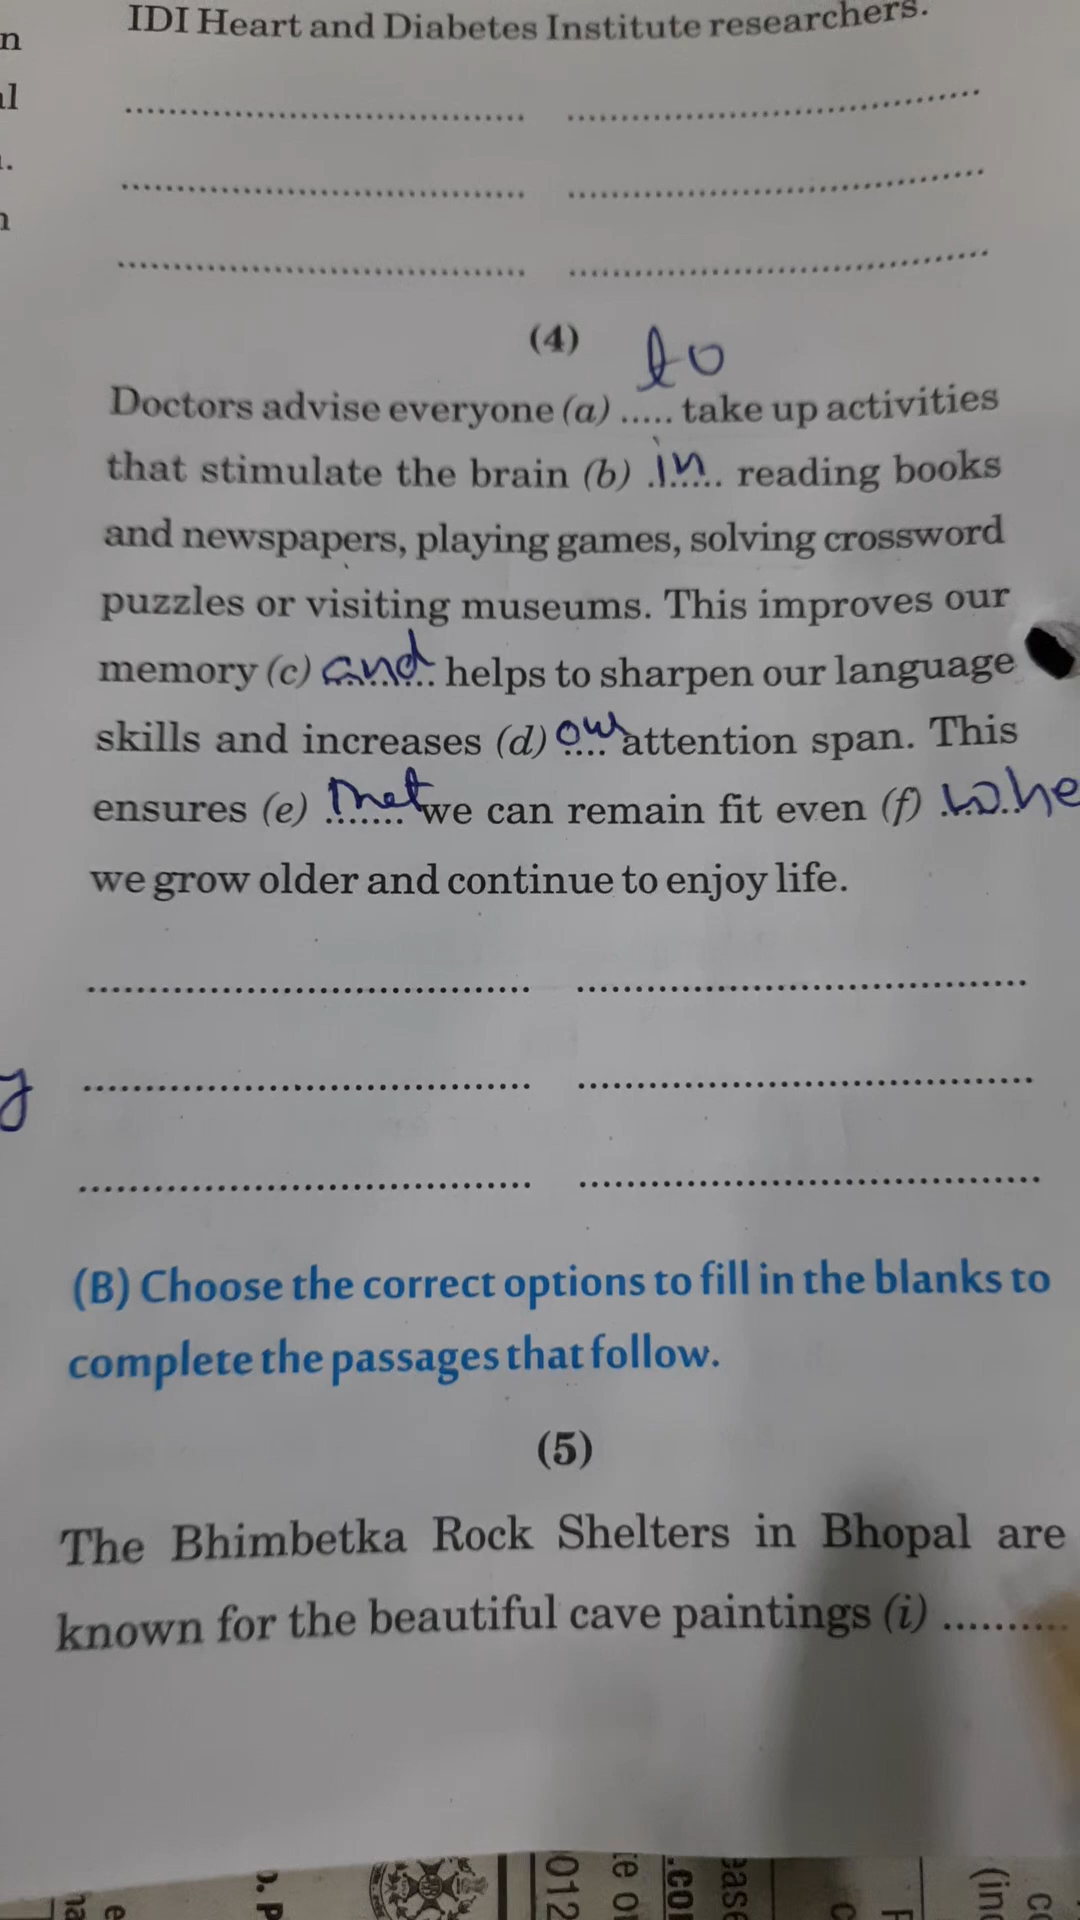 n
al
IDI Heart and Diabetes Institute researchers.
(4)
to
Doctors advise everyone (a) ..... take up activities
that stimulate the brain (b) in reading books
and newspapers, playing games, solving crossword
puzzles or visiting museums. This improves our
memory (c) and helps to sharpen our language
skills and increases (d) our attention span. This
ensures (e) that we can remain fit even (f) whe
we grow older and continue to enjoy life.
y
(B) Choose the correct options to fill in the blanks to
complete the passages that follow.
(5)
The Bhimbetka Rock Shelters in Bhopal are
known for the beautiful cave paintings (i) ..........
012
.co